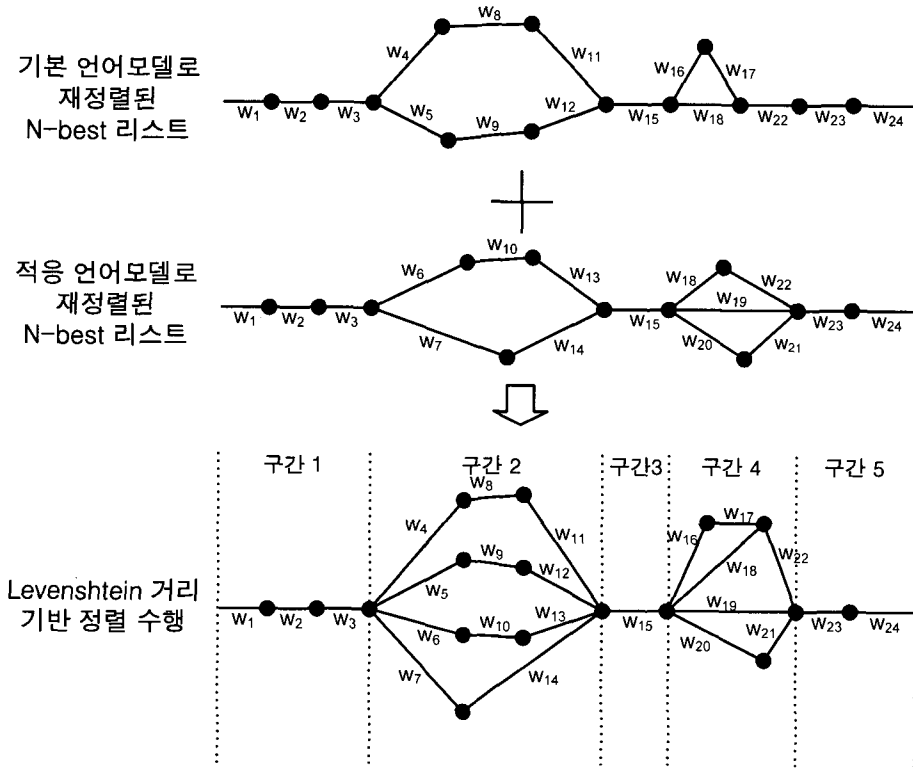 기본 언어모델로
재정렬된
N-best 리스트
W1 W2 W3 W4 W5 W8 W9 W11 W12 W15 W16 W17 W18 W22 W23 W24
적응 언어모델로
재정렬된
N-best 리스트
W1 W2 W3 W6 W7 W10 W13 W14 W15 W18 W19 W20 W22 W21 W23 W24
구간 1 구간 2 구간3 구간 4 구간 5
Levenshtein 거리
기반 정렬 수행
W1 W2 W3 W4 W5 W6 W7 W8 W9 W10 W11 W12 W13 W14 W15 W16 W17 W18 W19 W20 W22 W21 W23 W24